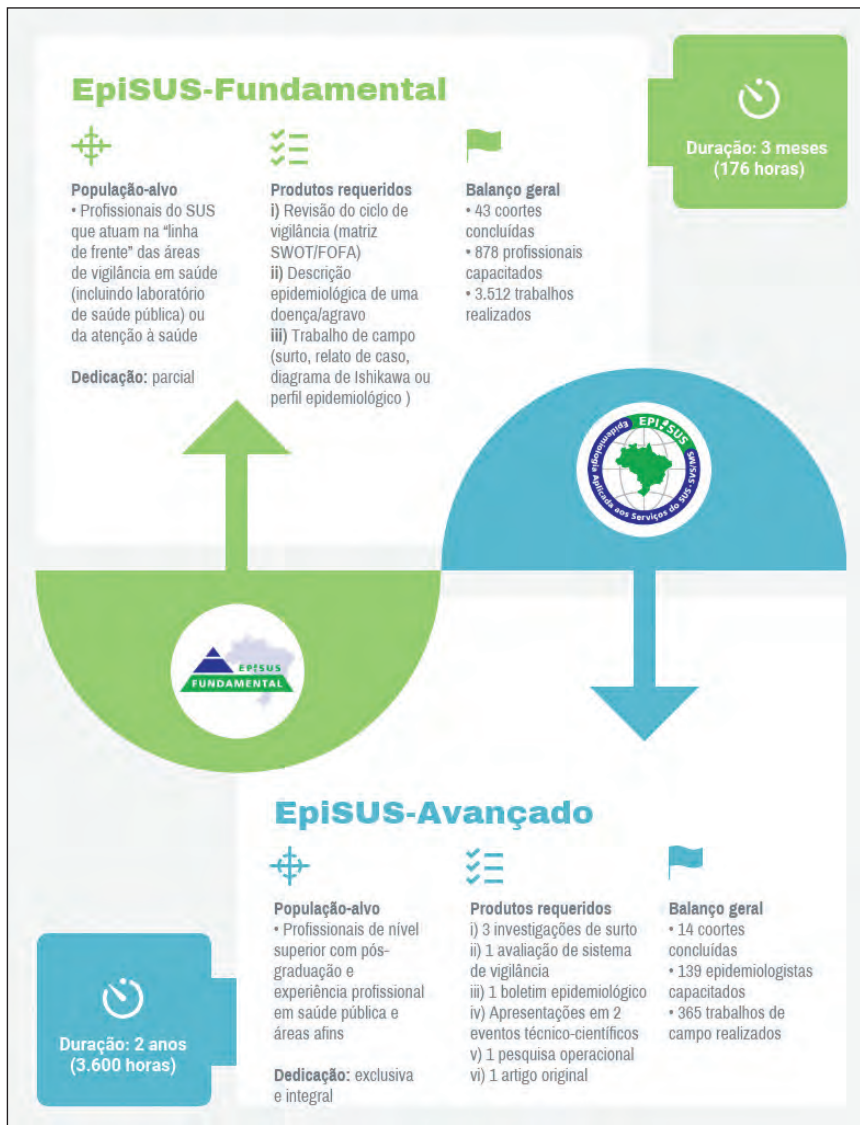 EpiSUS-Fundamental
Duração: 3 meses
(176 horas)
População-alvo
• Profissionais do SUS
que atuam na “linha
de frente” das áreas
de vigilância em saúde
(incluindo laboratório
de saúde pública) ou
da atenção à saúde
Dedicação: parcial
Produtos requeridos
i) Revisão do ciclo de
vigilância (matriz
SWOT/FOFA)
ii) Descrição
epidemiológica de uma
doença/agravo
iii) Trabalho de campo
(surto, relato de caso,
diagrama de Ishikawa ou
perfil epidemiológico )
Balanço geral
• 43 coortes
concluídas
• 878 profissionais
capacitados
• 3.512 trabalhos
realizados
EPISUS
Epidemiologia Aplicada aos Serviços do SUS - SVS/MS
EPISUS
FUNDAMENTAL
EpiSUS-Avançado
População-alvo
• Profissionais de nível
superior com pós-
graduação e
experiência profissional
em saúde pública e
áreas afins
Dedicação: exclusiva
e integral
Produtos requeridos
i) 3 investigações de surto
ii) 1 avaliação de sistema
de vigilância
iii) 1 boletim epidemiológico
iv) Apresentações em 2
eventos técnico-científicos
v) 1 pesquisa operacional
vi) 1 artigo original
Balanço geral
• 14 coortes
concluídas
• 139 epidemiologistas
capacitados
• 365 trabalhos de
campo realizados
Duração: 2 anos
(3.600 horas)